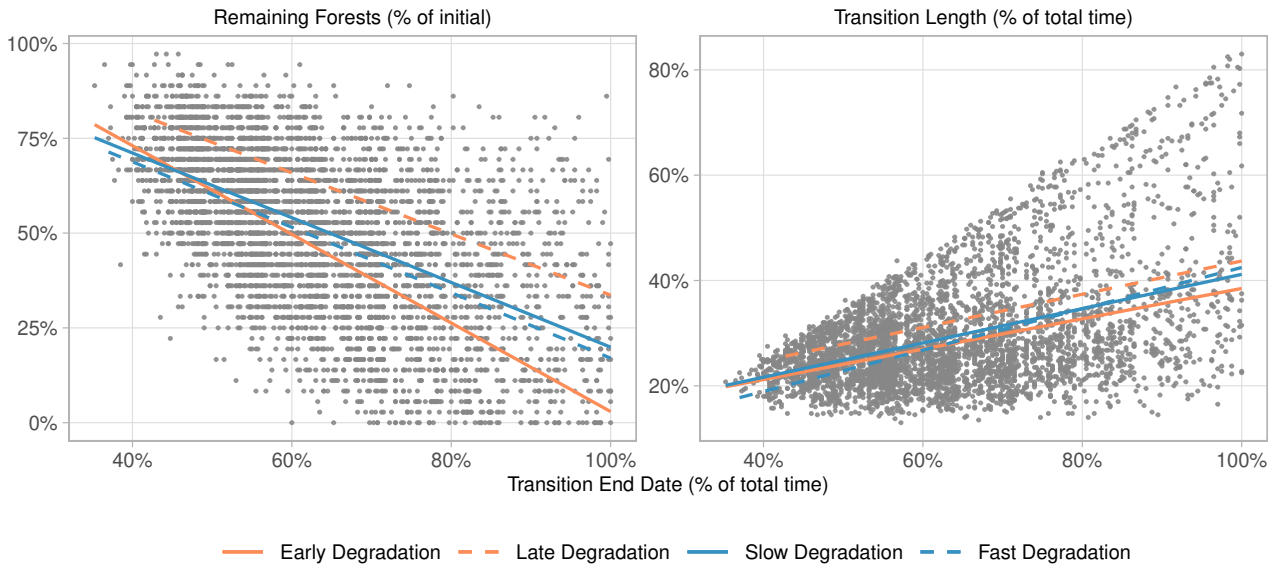 Remaining Forests (% of initial)
Transition Length (% of total time)
100%
75%
50%
25%
0%
80%
60%
40%
20%
40% 60% 80% 100%
40% 60% 80% 100%
Transition End Date (% of total time)
Early Degradation Late Degradation Slow Degradation Fast Degradation